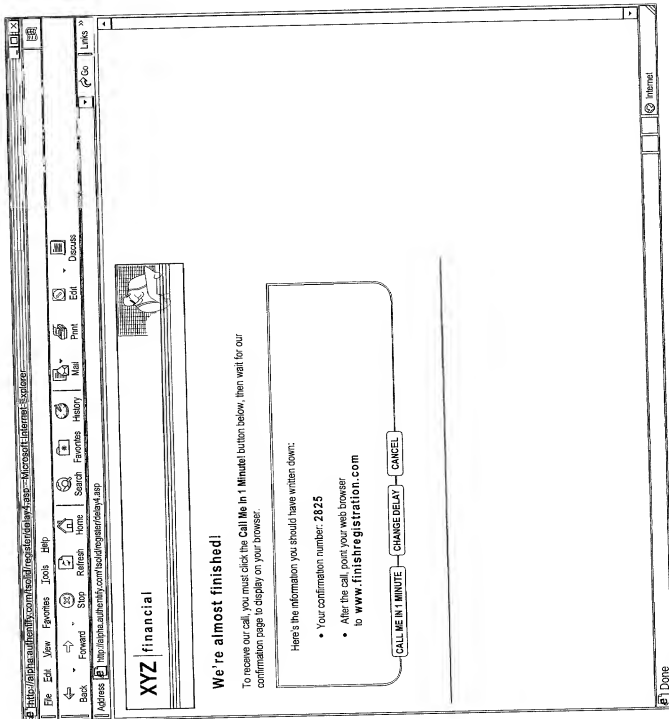 http://alpha.authentify.com/tsolid/register/delay4.asp - Microsoft Internet Explorer
File Edit View Favorites Tools Help
Back Forward Stop Refresh Home Search Favorites History Mail Print Edit Discuss
Address http://alpha.authentify.com/tsolid/register/delay4.asp Go Links »
XYZ financial
We're almost finished!
To receive our call, you must click the Call Me In 1 Minute! button below, then wait for our
confirmation page to display on your browser.
Here's the information you should have written down:
• Your confirmation number: 2825
• After the call, point your web browser
to www.finishregistration.com
CALL ME IN 1 MINUTE CHANGE DELAY CANCEL
Done Internet